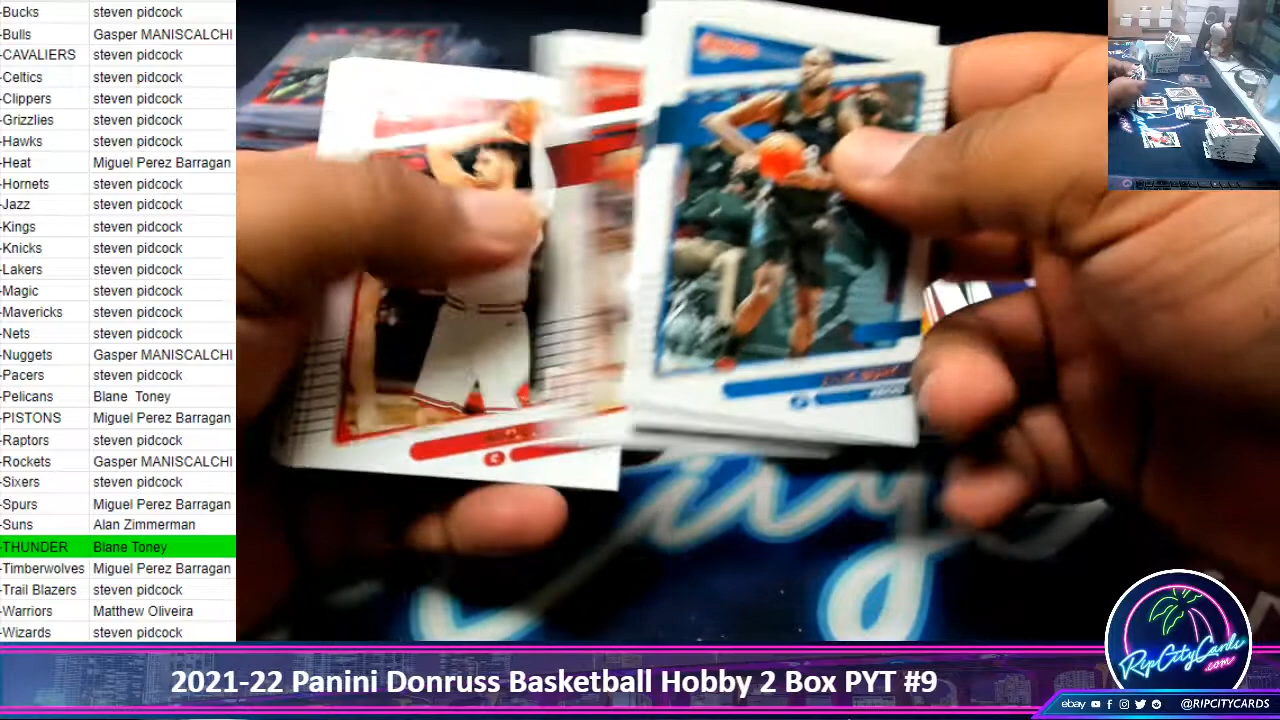 -Bucks steven pidcock
-Bulls Gasper MANISCALCHI
-CAVALIERS steven pidcock
-Celtics steven pidcock
-Clippers steven pidcock
-Grizzlies steven pidcock
-Hawks steven pidcock
-Heat Miguel Perez Barragan
-Hornets steven pidcock
-Jazz steven pidcock
-Kings steven pidcock
-Knicks steven pidcock
-Lakers steven pidcock
-Magic steven pidcock
-Mavericks steven pidcock
-Nets steven pidcock
-Nuggets Gasper MANISCALCHI
-Pacers steven pidcock
-Pelicans Blane Toney
-PISTONS Miguel Perez Barragan
-Raptors steven pidcock
-Rockets Gasper MANISCALCHI
-Sixers steven pidcock
-Spurs Miguel Perez Barragan
-Suns Alan Zimmerman
-THUNDER Blane Toney
-Timberwolves Miguel Perez Barragan
-Trail Blazers steven pidcock
-Warriors Matthew Oliveira
-Wizards steven pidcock
2021-22 Panini Donruss Basketball Hobby 2 Box PYT #9
RipCityCards
.com
ebay @RIPCITYCARDS